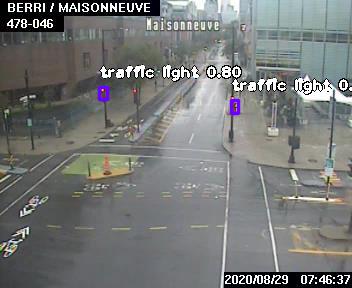 BERRI / MAISONNEUVE
478-046
Maisonneuve
traffic light 0.80
traffic light 0.
2020/08/29 07:46:37